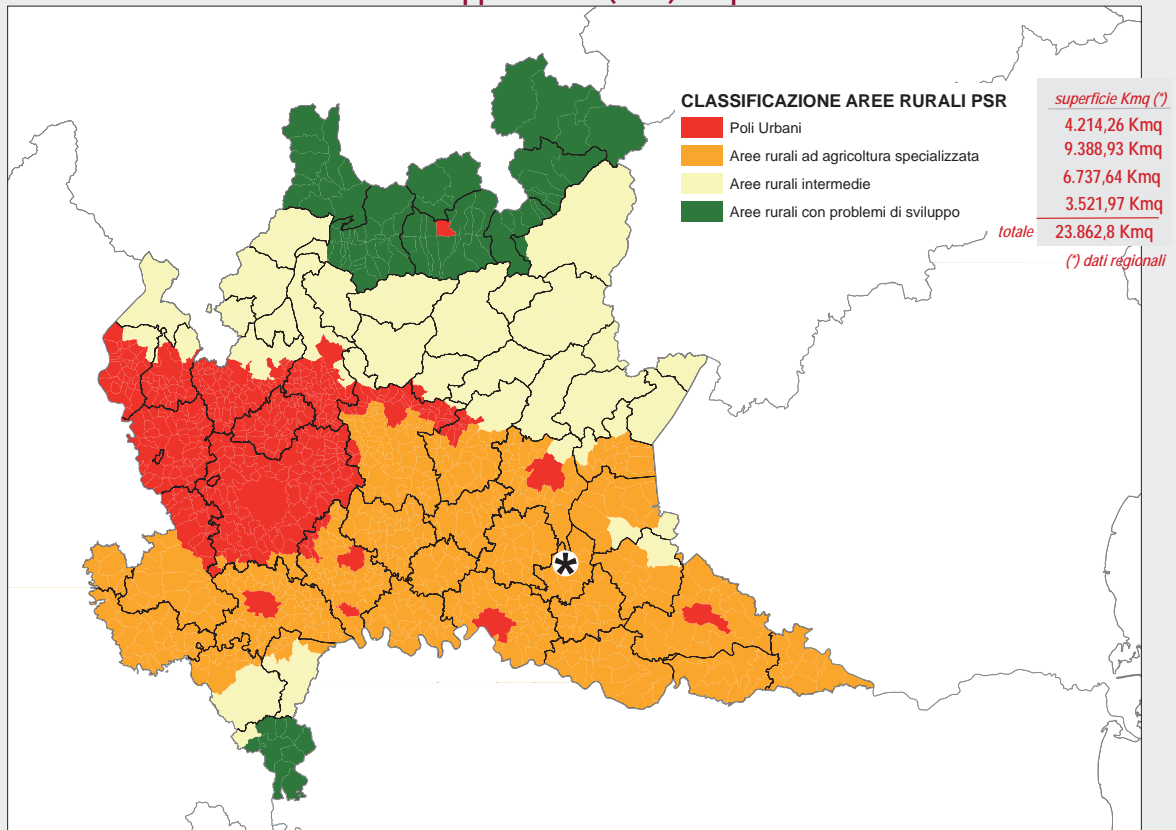 CLASSIFICAZIONE AREE RURALI PSR
Poli Urbani
Aree rurali ad agricoltura specializzata
Aree rurali intermedie
Aree rurali con problemi di sviluppo
superficie Kmq (*)
4.214,26 Kmq
9.388,93 Kmq
6.737,64 Kmq
3.521,97 Kmq
totale 23.862,8 Kmq
(*) dati regionali
*